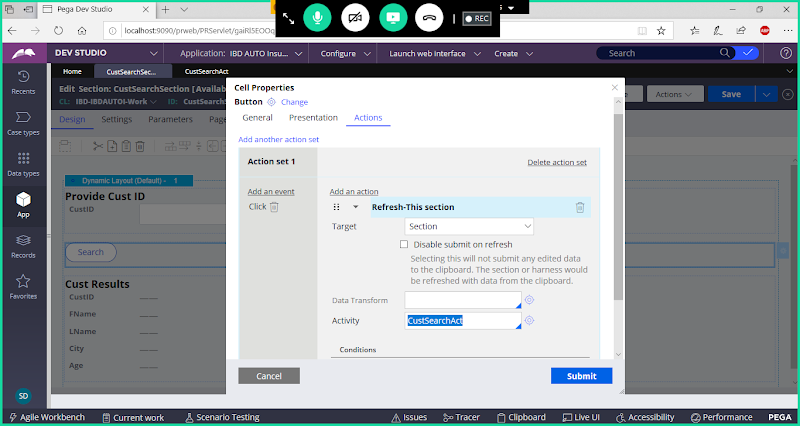 Pega Dev Studio
REC
localhost:9090/prweb/PRServlet/gaiRl5EOOq
DEV STUDIO
Application: IBD AUTO Insu...
Configure
Launch web Interface
Create
Search
Home
CustSearchSec...
CustSearchAct
Recents
Case types
Data types
App
Records
Favorites
SD
Edit Section: CustSearchSection [Availab
CL: IBD-IBDAUTOI-Work
ID: CustSearchS
Actions
Save
Design
Settings
Parameters
Page
Dynamic Layout (Default) - 1
Provide Cust ID
CustID
Search
Cust Results
CustID
FName
LName
City
Age
Cell Properties
Button
Change
General
Presentation
Actions
Add another action set
Action set 1
Delete action set
Add an event
Add an action
Click
Refresh-This section
Target
Section
Disable submit on refresh
Selecting this will not submit any edited data
to the clipboard. The section or harness would
be refreshed with data from the clipboard.
Data Transform
Activity
CustSearchAct
Conditions
Cancel
Submit
Agile Workbench
Current work
Scenario Testing
Issues
Tracer
Clipboard
Live UI
Accessibility
Performance
PEGA